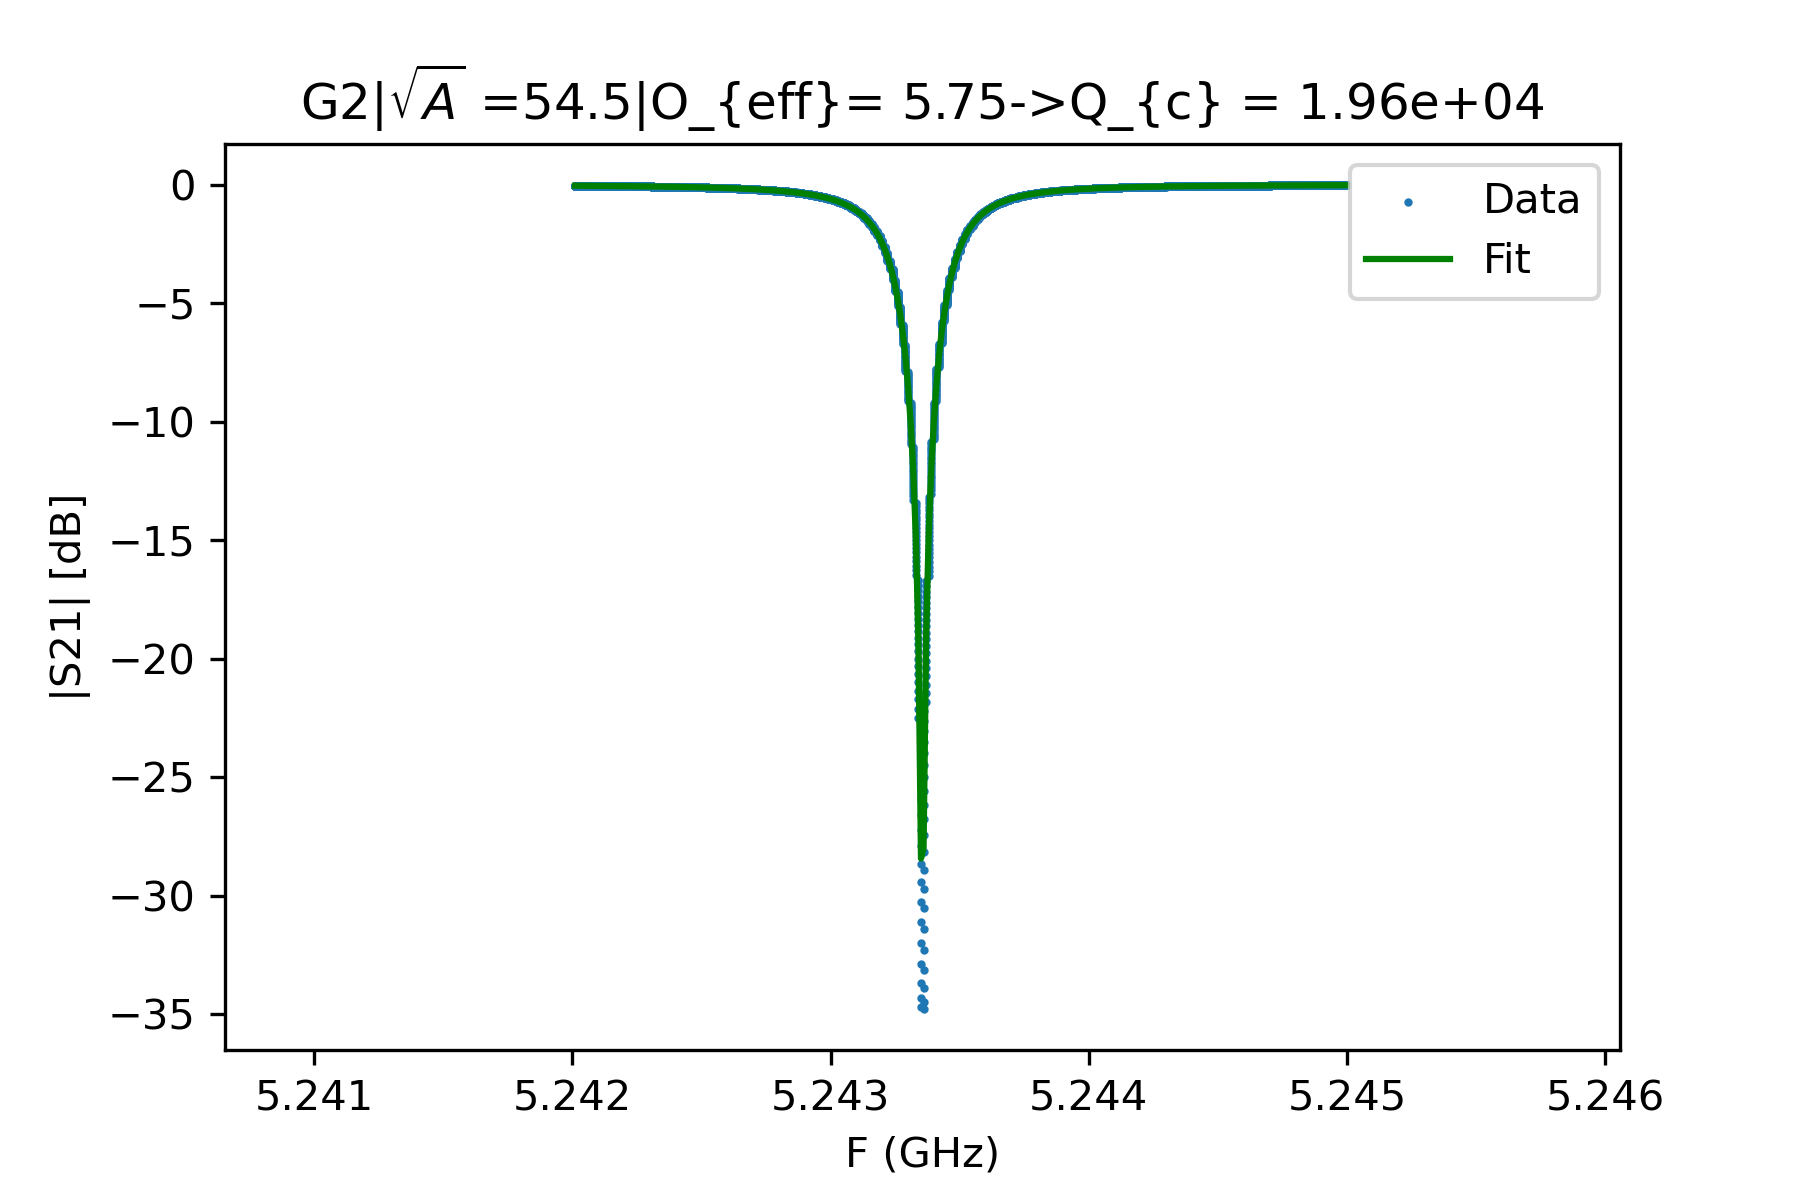 G2|√A =54.5|O_{eff}= 5.75->Q_{c} = 1.96e+04
Data
Fit
0
−5
−10
−15
−20
−25
−30
−35
|S21| [dB]
5.241 5.242 5.243 5.244 5.245 5.246
F (GHz)